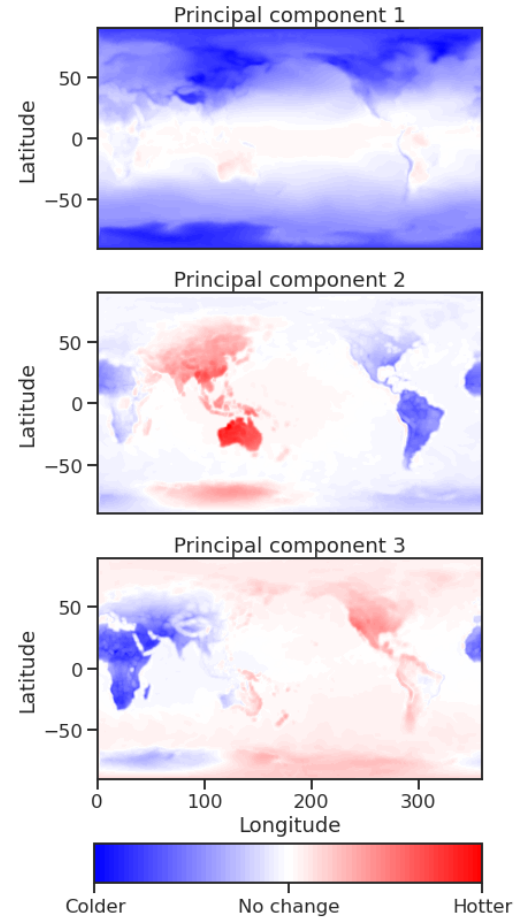 Principal component 1
Latitude
50
0
−50
Principal component 2
Latitude
50
0
−50
Principal component 3
Latitude
50
0
−50
0 100 200 300
Longitude
Colder No change Hotter